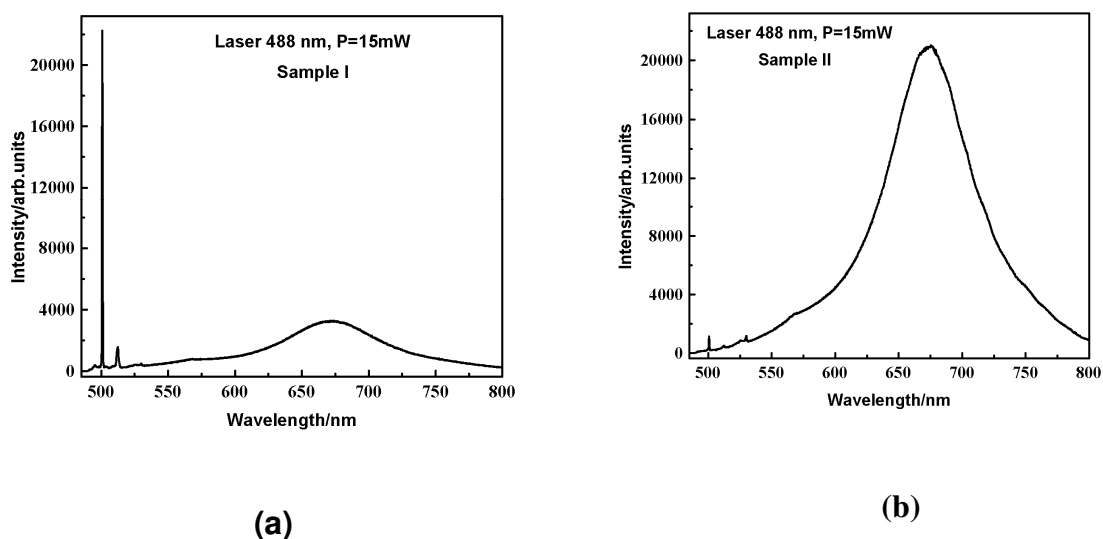 Laser 488 nm, P=15mW
Sample I
Intensity/arb.units
20000
16000
12000
8000
4000
0
500 550 600 650 700 750 800
Wavelength/nm
(a)
Laser 488 nm, P=15mW
Sample II
Intensity/arb.units
20000
16000
12000
8000
4000
0
500 550 600 650 700 750 800
Wavelength/nm
(b)